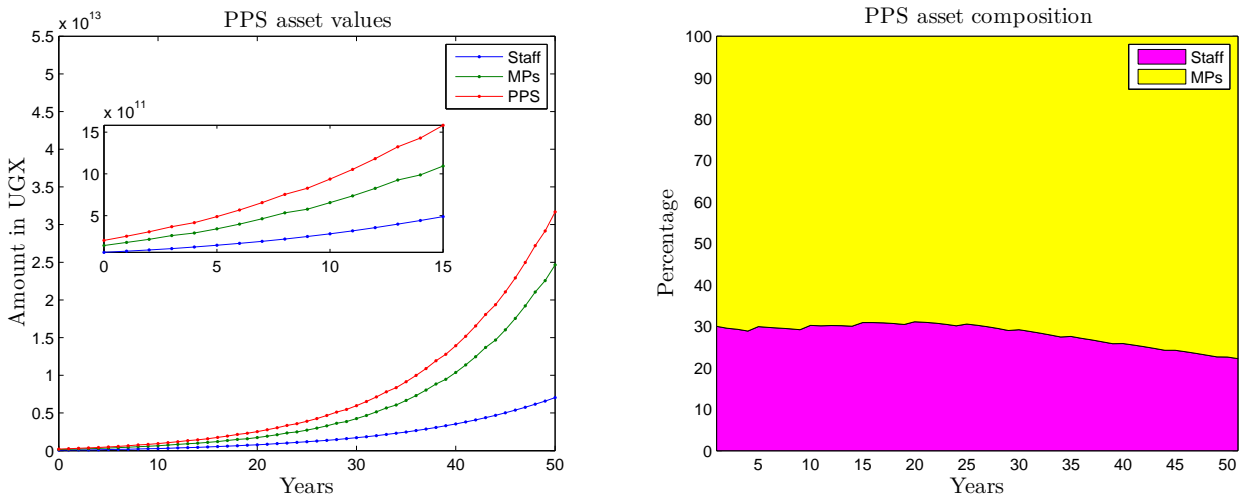 PPS asset values
x 10^13
5.5
5
4.5
4
3.5
3
2.5
2
1.5
1
0.5
0
Amount in UGX
0 10 20 30 40 50
Years
Staff
MPs
PPS
x 10^11
15
10
5
0 5 10 15
PPS asset composition
100
90
80
70
60
50
40
30
20
10
0
Percentage
5 10 15 20 25 30 35 40 45 50
Years
Staff
MPs